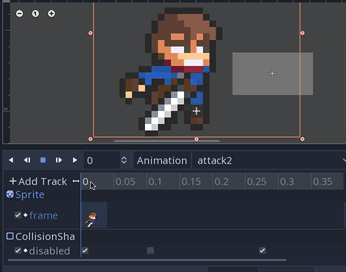 0 Animation attack2
Add Track 0 0.05 0.1 0.15 0.2 0.25 0.3 0.35
Sprite
frame
CollisionSha
disabled